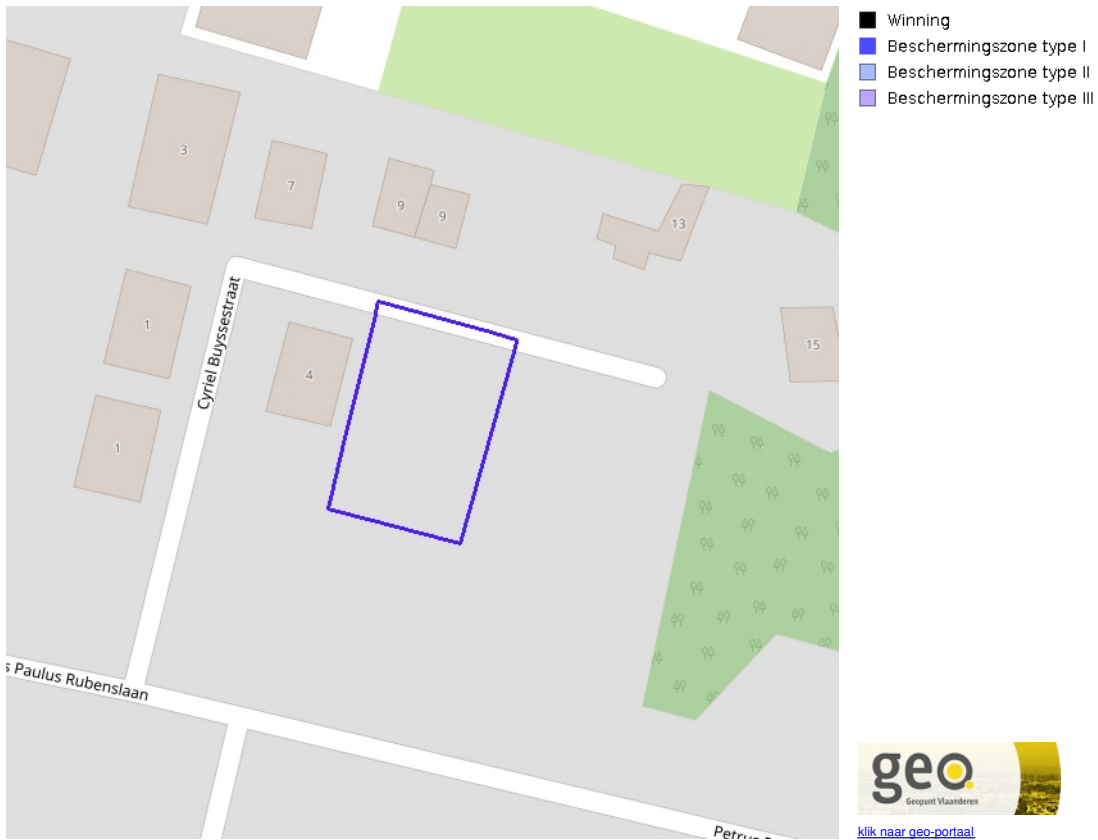 Winning
Beschermingszone type I
Beschermingszone type II
Beschermingszone type III
3
7
9
9
13
15
1
4
1
Cyriel Buyssestraat
s Paulus Rubenslaan
Petrus
geo
Geopunt Vlaanderen
klik naar geo-portaal